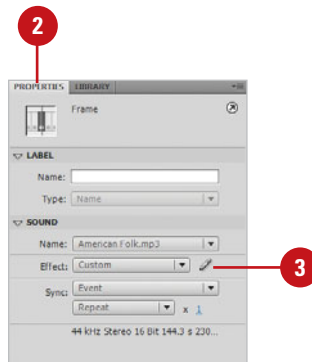 2
PROPERTIES LIBRARY
Frame
LABEL
Name:
Type: Name
SOUND
Name: American Folk.mp3
Effect: Custom
3
Sync: Event
Repeat x 1
44 kHz Stereo 16 Bit 144.3 s 230...